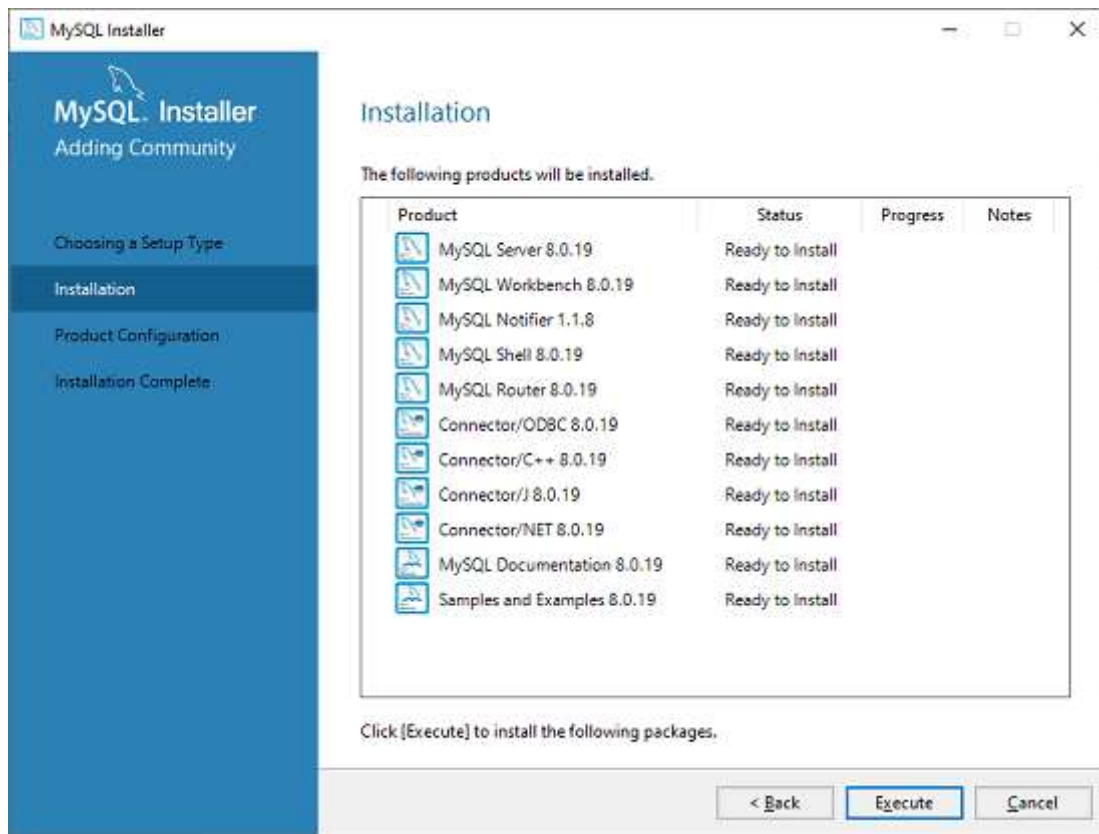 MySQL Installer
MySQL. Installer
Adding Community
Choosing a Setup Type
Installation
Product Configuration
Installation Complete
Installation
The following products will be installed.
Product Status Progress Notes
MySQL Server 8.0.19 Ready to Install
MySQL Workbench 8.0.19 Ready to Install
MySQL Notifier 1.1.8 Ready to Install
MySQL Shell 8.0.19 Ready to Install
MySQL Router 8.0.19 Ready to Install
Connector/ODBC 8.0.19 Ready to Install
Connector/C++ 8.0.19 Ready to Install
Connector/J 8.0.19 Ready to Install
Connector/NET 8.0.19 Ready to Install
MySQL Documentation 8.0.19 Ready to Install
Samples and Examples 8.0.19 Ready to Install
Click [Execute] to install the following packages.
< Back Execute Cancel